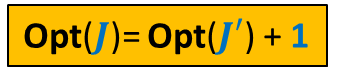 Opt(J)= Opt(J′) + 1